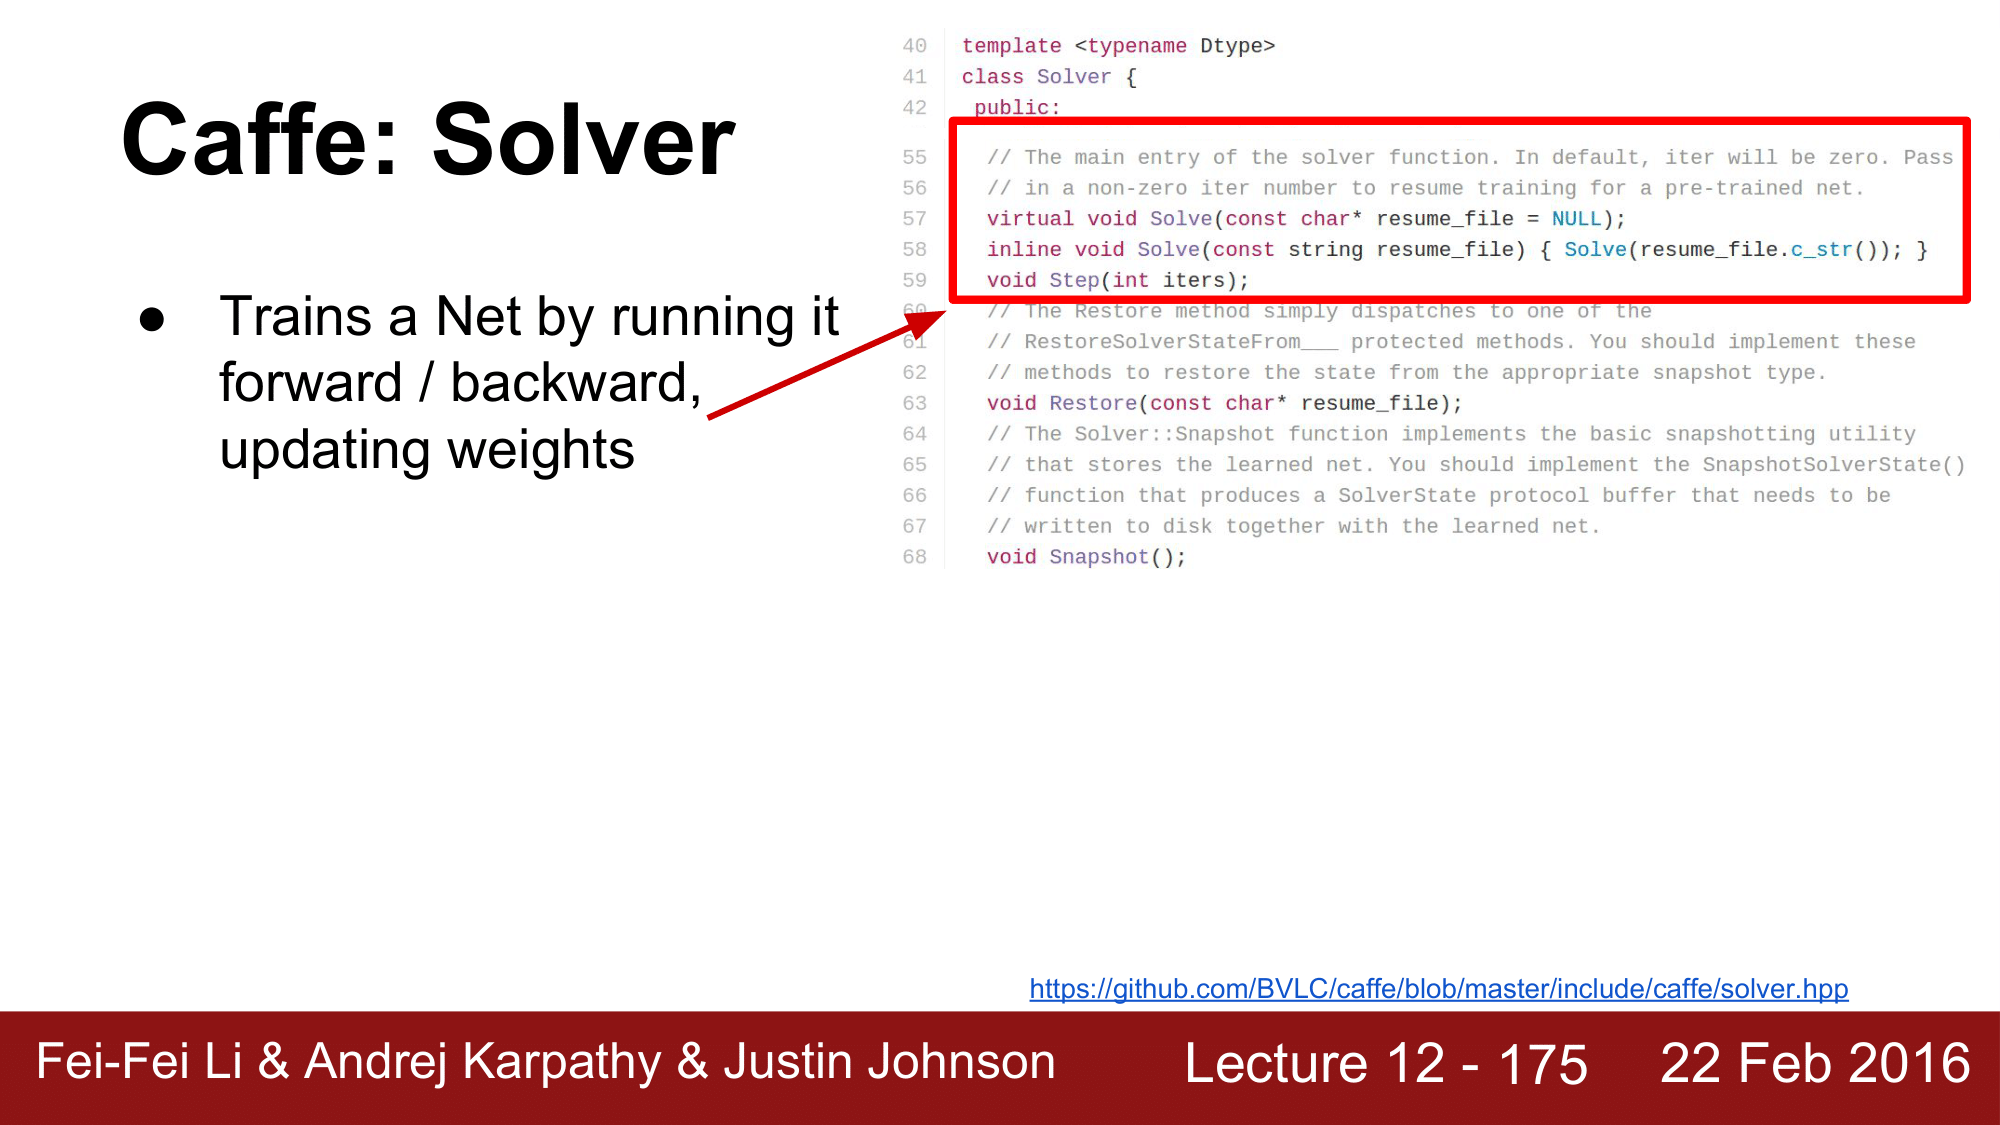 Caffe: Solver
● Trains a Net by running it
forward / backward,
updating weights
40 template <typename Dtype>
41 class Solver {
42 public:
55 // The main entry of the solver function. In default, iter will be zero. Pass
56 // in a non-zero iter number to resume training for a pre-trained net.
57 virtual void Solve(const char* resume_file = NULL);
58 inline void Solve(const string resume_file) { Solve(resume_file.c_str()); }
59 void Step(int iters);
60 // The Restore method simply dispatches to one of the
61 // RestoreSolverStateFrom___ protected methods. You should implement these
62 // methods to restore the state from the appropriate snapshot type.
63 void Restore(const char* resume_file);
64 // The Solver::Snapshot function implements the basic snapshotting utility
65 // that stores the learned net. You should implement the SnapshotSolverState()
66 // function that produces a SolverState protocol buffer that needs to be
67 // written to disk together with the learned net.
68 void Snapshot();
https://github.com/BVLC/caffe/blob/master/include/caffe/solver.hpp
Fei-Fei Li & Andrej Karpathy & Justin Johnson Lecture 12 - 175 22 Feb 2016